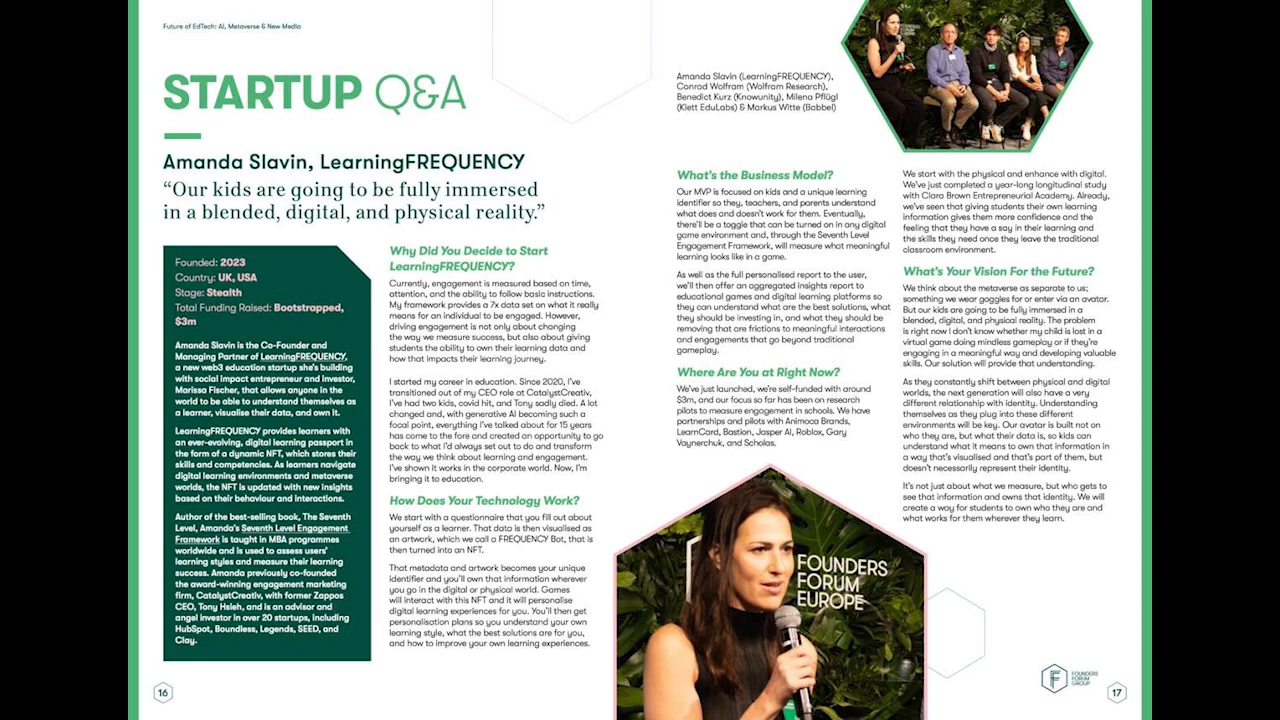 Future of EdTech: AI, Metaverse & New Media
STARTUP Q&A
Amanda Slavin, LearningFREQUENCY
“Our kids are going to be fully immersed
in a blended, digital, and physical reality.”
Founded: 2023
Country: UK, USA
Stage: Stealth
Total Funding Raised: Bootstrapped,
$3m
Amanda Slavin is the Co-Founder and
Managing Partner of LearningFREQUENCY,
a new web3 education startup she's building
with social impact entrepreneur and investor,
Marissa Fischer, that allows anyone in the
world to be able to understand themselves as
a learner, visualise their data, and own it.
LearningFREQUENCY provides learners with
an ever-evolving, digital learning passport in
the form of a dynamic NFT, which stores their
skills and competencies. As learners navigate
digital learning environments and metaverse
worlds, the NFT is updated with new insights
based on their behaviour and interactions.
Author of the best-selling book, The Seventh
Level, Amanda's Seventh Level Engagement
Framework is taught in MBA programmes
worldwide and is used to assess users'
learning styles and measure their learning
success. Amanda previously co-founded
the award-winning engagement marketing
firm, CatalystCreativ, with former Zappos
CEO, Tony Hsieh, and is an advisor and
angel investor in over 20 startups, including
HubSpot, Boundless, Legends, SEED, and
Clay.
16
Why Did You Decide to Start
LearningFREQUENCY?
Currently, engagement is measured based on time,
attention, and the ability to follow basic instructions.
My framework provides a 7x data set on what it really
means for an individual to be engaged. However,
driving engagement is not only about changing
the way we measure success, but also about giving
students the ability to own their learning data and
how that impacts their learning journey.
I started my career in education. Since 2020, I've
transitioned out of my CEO role at CatalystCreativ,
I've had two kids, covid hit, and Tony sadly died. A lot
changed and, with generative AI becoming such a
focal point, everything I've talked about for 15 years
has come to the fore and created an opportunity to go
back to what I'd always set out to do and transform
the way we think about learning and engagement.
I've shown it works in the corporate world. Now, I'm
bringing it to education.
How Does Your Technology Work?
We start with a questionnaire that you fill out about
yourself as a learner. That data is then visualised as
an artwork, which we call a FREQUENCY Bot, that is
then turned into an NFT.
That metadata and artwork becomes your unique
identifier and you'll own that information wherever
you go in the digital or physical world. Games
will interact with this NFT and it will personalise
digital learning experiences for you. You'll then get
personalisation plans so you understand your own
learning style, what the best solutions are for you,
and how to improve your own learning experiences.
Amanda Slavin (LearningFREQUENCY),
Conrad Wolfram (Wolfram Research),
Benedict Kurz (Knowunity), Milena Pflügl
(Klett EduLabs) & Markus Witte (Babbel)
What's the Business Model?
Our MVP is focused on kids and a unique learning
identifier so they, teachers, and parents understand
what does and doesn't work for them. Eventually,
there'll be a toggle that can be turned on in any digital
game environment and, through the Seventh Level
Engagement Framework, will measure what meaningful
learning looks like in a game.
As well as the full personalised report to the user,
we'll then offer an aggregated insights report to
educational games and digital learning platforms so
they can understand what are the best solutions, what
they should be investing in, and what they should be
removing that are frictions to meaningful interactions
and engagements that go beyond traditional
gameplay.
Where Are You at Right Now?
We've just launched, we're self-funded with around
$3m, and our focus so far has been on research
pilots to measure engagement in schools. We have
partnerships and pilots with Animoca Brands,
LearnCard, Bastion, Jasper AI, Roblox, Gary
Vaynerchuk, and Scholas.
FOUNDERS
FORUM
EUROPE
We start with the physical and enhance with digital.
We've just completed a year-long longitudinal study
with Clara Brown Entrepreneurial Academy. Already,
we've seen that giving students their own learning
information gives them more confidence and the
feeling that they have a say in their learning and
the skills they need once they leave the traditional
classroom environment.
What's Your Vision For the Future?
We think about the metaverse as separate to us;
something we wear goggles for or enter via an avatar.
But our kids are going to be fully immersed in a
blended, digital, and physical reality. The problem
is right now I don't know whether my child is lost in a
virtual game doing mindless gameplay or if they're
engaging in a meaningful way and developing valuable
skills. Our solution will provide that understanding.
As they constantly shift between physical and digital
worlds, the next generation will also have a very
different relationship with identity. Understanding
themselves as they plug into these different
environments will be key. Our avatar is built not on
who they are, but what their data is, so kids can
understand what it means to own that information in
a way that's visualised and that's part of them, but
doesn't necessarily represent their identity.
It's not just about what we measure, but who gets to
see that information and owns that identity. We will
create a way for students to own who they are and
what works for them wherever they learn.
FOUNDERS
FORUM
GROUP
17